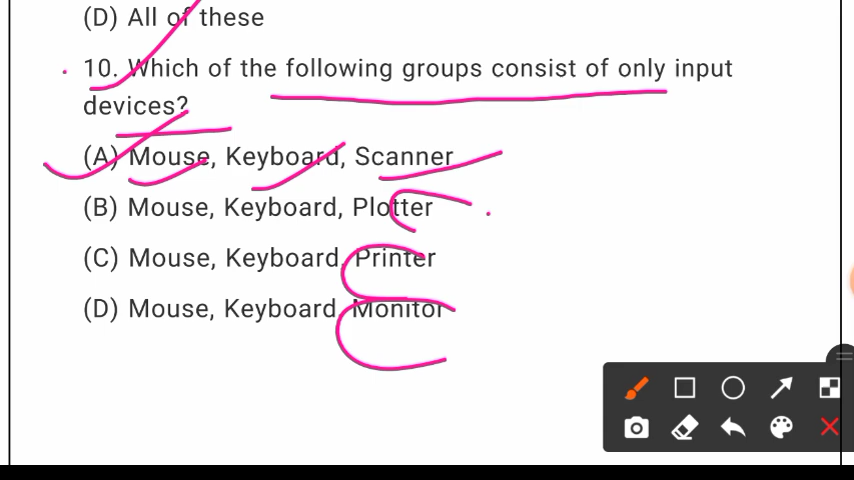 (D) All of these
10. Which of the following groups consist of only input
devices?
(A) Mouse, Keyboard, Scanner
(B) Mouse, Keyboard, Plotter
(C) Mouse, Keyboard, Printer
(D) Mouse, Keyboard, Monitor